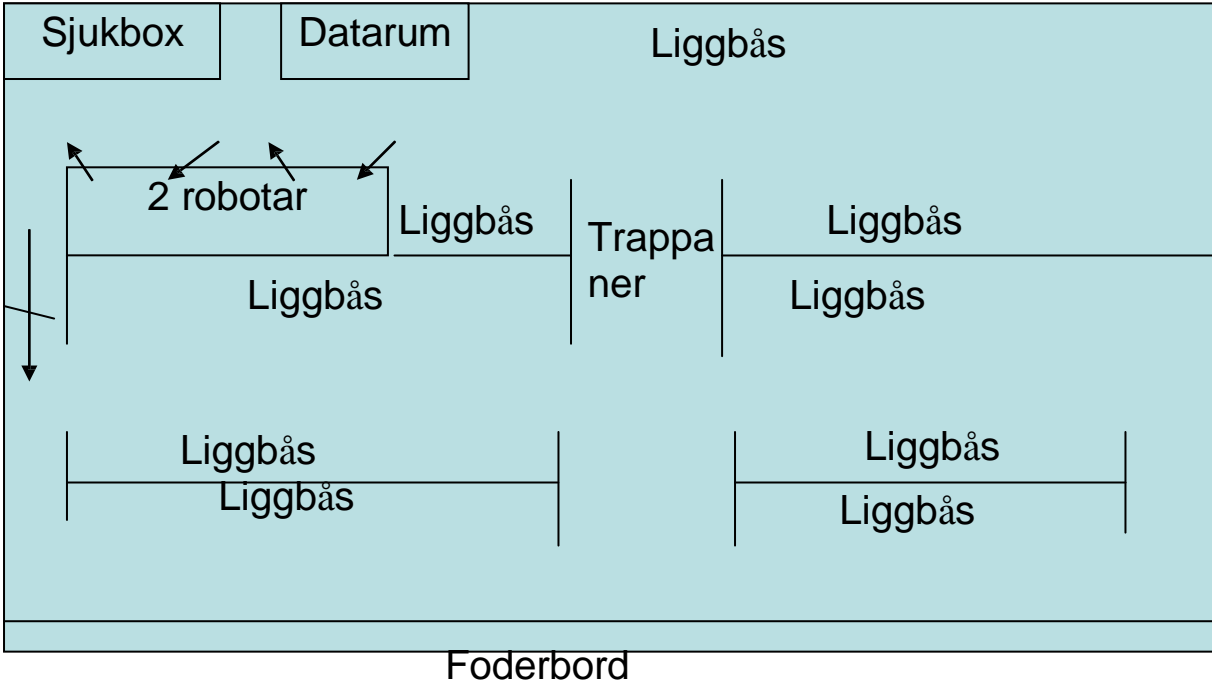 Sjukbox
Datarum
Liggbås
2 robotar
Liggbås
Trappa
ner
Liggbås
Liggbås
Liggbås
Liggbås
Liggbås
Liggbås
Liggbås
Foderbord